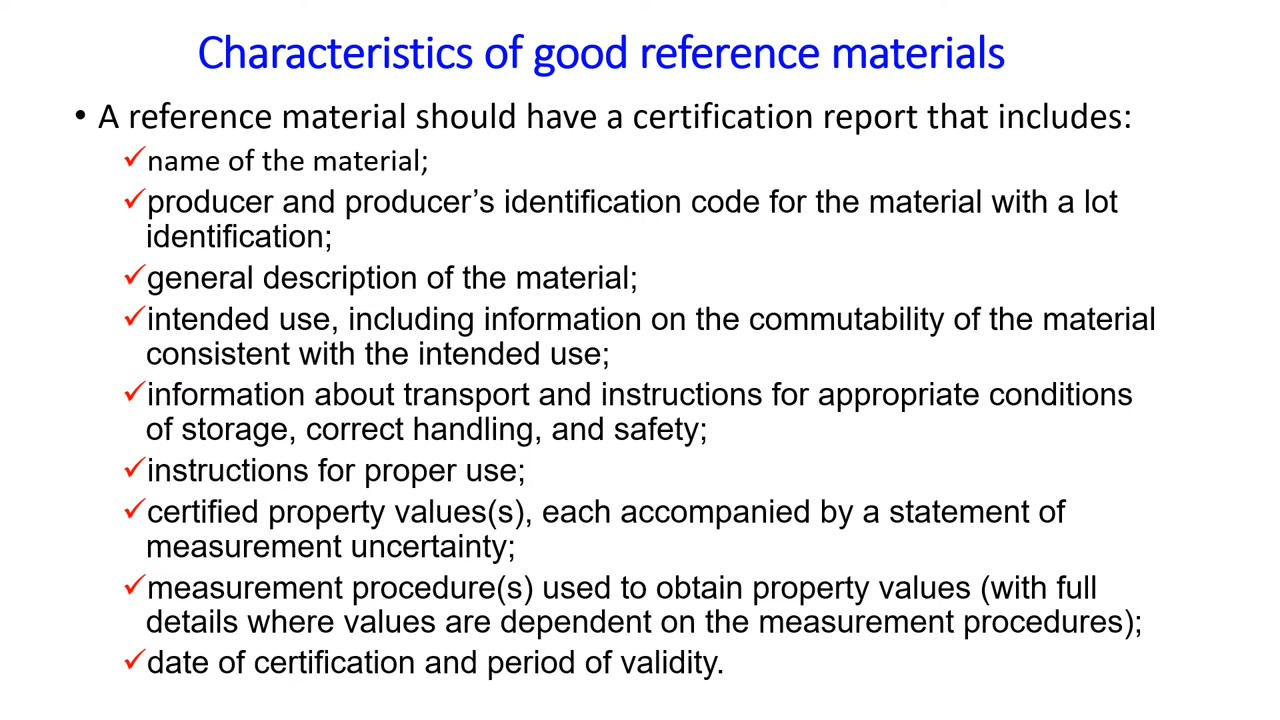 Characteristics of good reference materials
• A reference material should have a certification report that includes:
✓name of the material;
✓producer and producer’s identification code for the material with a lot
identification;
✓general description of the material;
✓intended use, including information on the commutability of the material
consistent with the intended use;
✓information about transport and instructions for appropriate conditions
of storage, correct handling, and safety;
✓instructions for proper use;
✓certified property values(s), each accompanied by a statement of
measurement uncertainty;
✓measurement procedure(s) used to obtain property values (with full
details where values are dependent on the measurement procedures);
✓date of certification and period of validity.